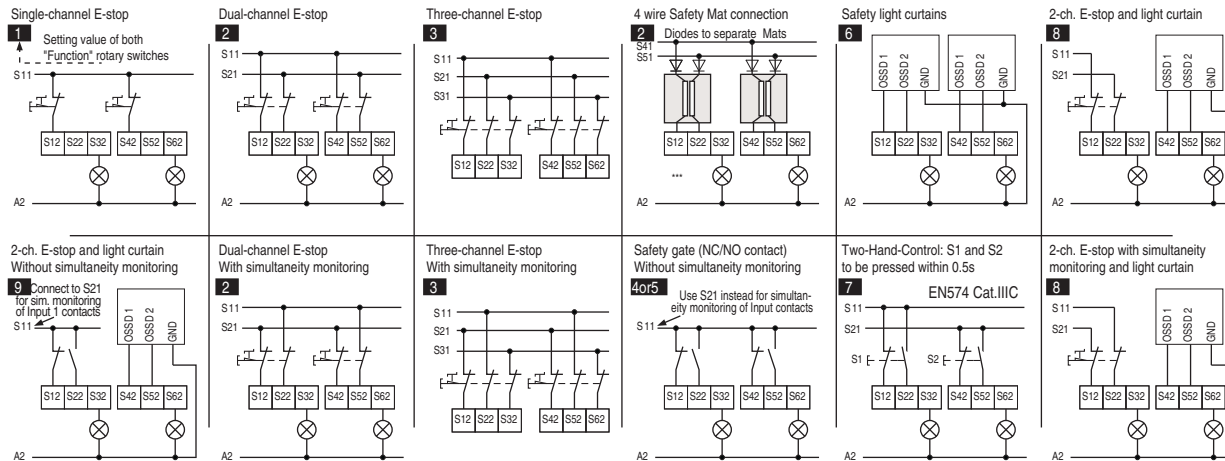 Single-channel E-stop
1
Setting value of both
"Function" rotary switches
S11
S12 S22 S32 S42 S52 S62
A2
Dual-channel E-stop
2
S11
S21
S12 S22 S32 S42 S52 S62
Three-channel E-stop
3
S11
S21
S31
S12 S22 S32 S42 S52 S62
4 wire Safety Mat connection
2
Diodes to separate Mats
S41
S51
S12 S22 S32 S42 S52 S62
***
A2
Safety light curtains
6
OSSD 1
OSSD 2
GND
OSSD 1
OSSD 2
GND
S12 S22 S32 S42 S52 S62
A2
2-ch. E-stop and light curtain
8
S11
S21
OSSD 1
OSSD 2
GND
S12 S22 S32 S42 S52 S62
A2
2-ch. E-stop and light curtain
Without simultaneity monitoring
9
Connect to S21
for sim. monitoring
of Input 1 contacts
S11
OSSD 1
OSSD 2
GND
S12 S22 S32 S42 S52 S62
A2
Dual-channel E-stop
With simultaneity monitoring
2
S11
S21
S12 S22 S32 S42 S52 S62
Three-channel E-stop
With simultaneity monitoring
3
S11
S21
S31
S12 S22 S32 S42 S52 S62
Safety gate (NC/NO contact)
Without simultaneity monitoring
4or5
Use S21 instead for simultan-
eity monitoring of Input contacts
S11
S12 S22 S32 S42 S52 S62
A2
Two-Hand-Control: S1 and S2
to be pressed within 0.5s
7
EN574 Cat.IIIC
S11
S21
S1
S2
S12 S22 S32 S42 S52 S62
A2
2-ch. E-stop with simultaneity
monitoring and light curtain
8
S11
S21
OSSD 1
OSSD 2
GND
S12 S22 S32 S42 S52 S62
A2